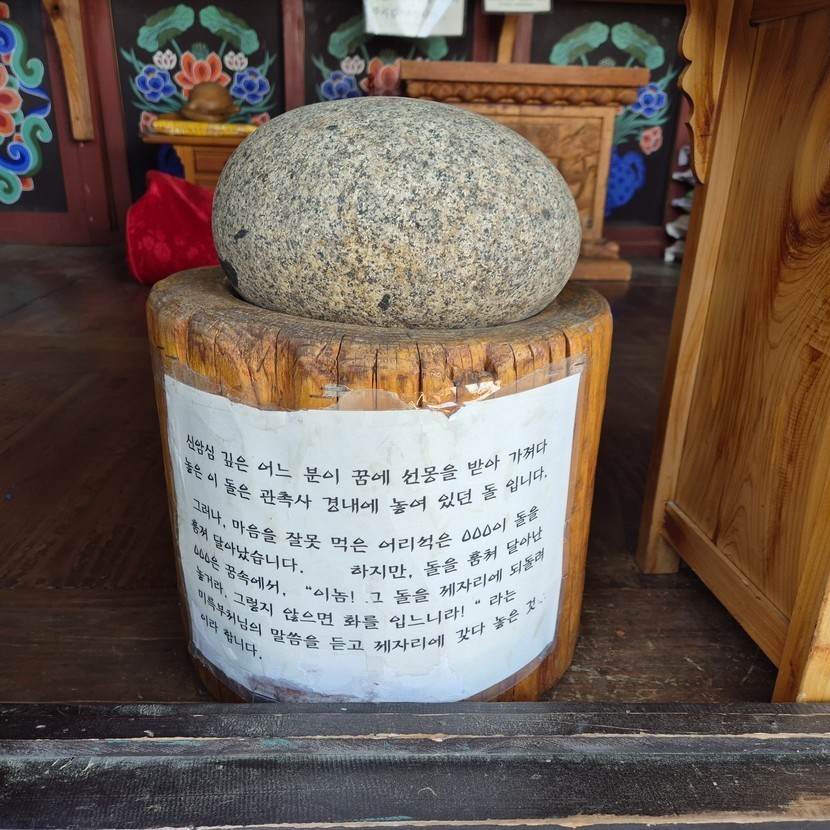 신앙심 깊은 어느 분이 꿈에 선몽을 받아 가져다
놓은 이 돌은 관촉사 경내에 놓여 있던 돌 입니다.
그러나, 마음을 잘못 먹은 어리석은 OOO이 돌을
훔쳐 달아났습니다. 하지만, 돌을 훔쳐 달아난
OOO은 꿈속에서, "이놈! 그 돌을 제자리에 되돌려
놓거라. 그렇지 않으면 화를 입느니라! " 라는
미륵부처님의 말씀을 듣고 제자리에 갖다 놓은 것
이라 합니다.